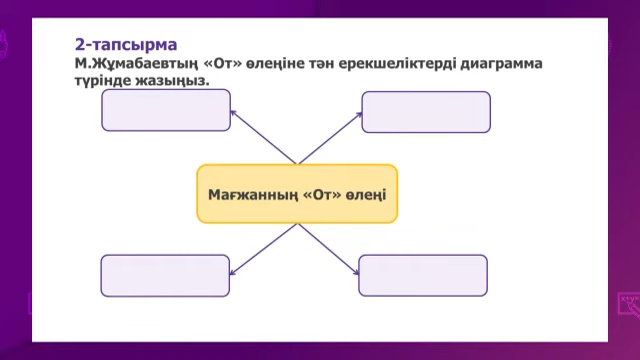 2-тапсырма
М.Жұмабаевтың «От» өлеңіне тән ерекшеліктерді диаграмма
түрінде жазыңыз.
Мағжанның «От» өлеңі